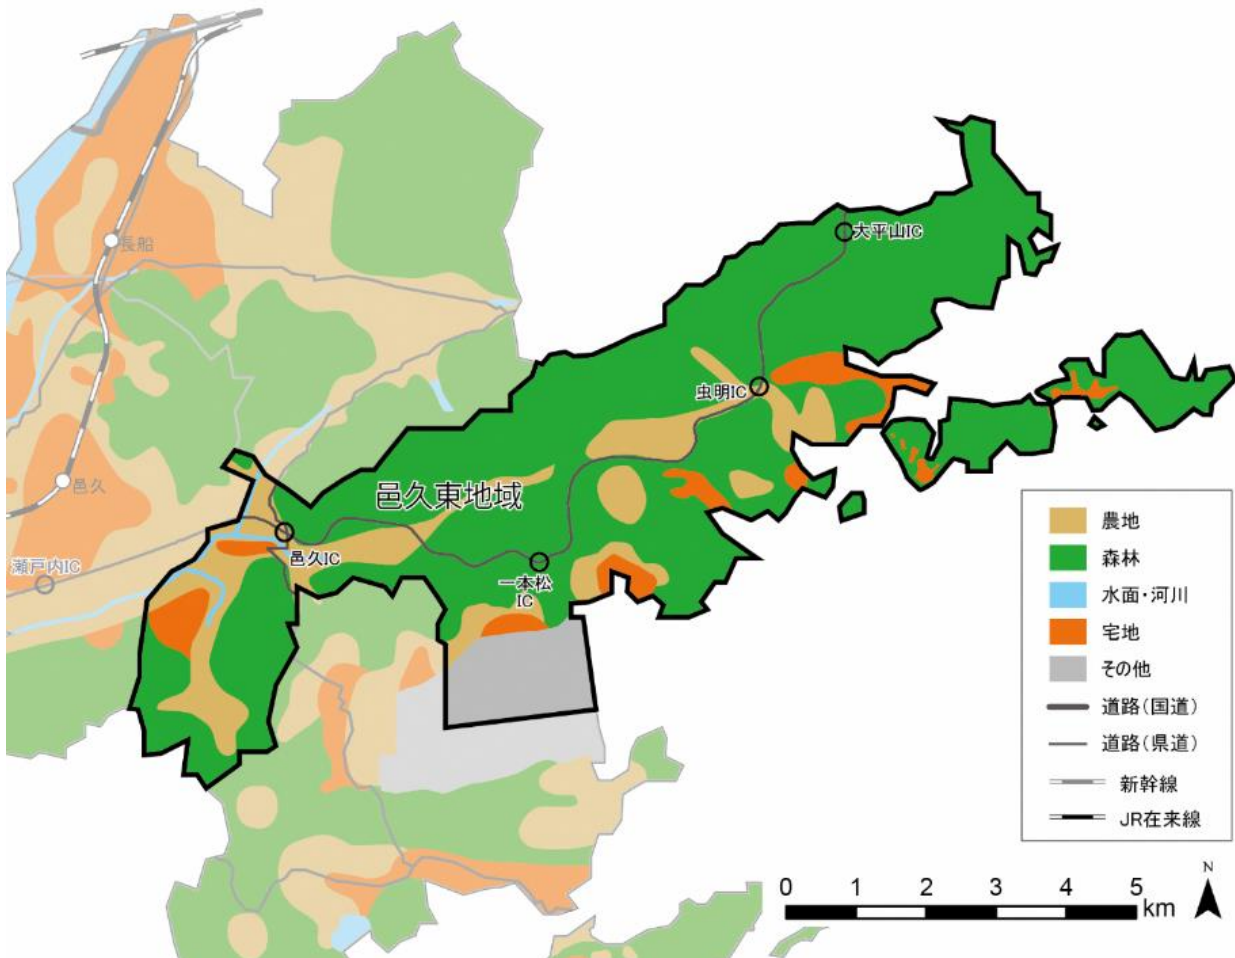 長船
大平山IC
虫明IC
邑久
邑久東地域
瀬戸内IC
邑久IC
一本松
IC
農地
森林
水面・河川
宅地
その他
道路(国道)
道路(県道)
新幹線
JR在来線
0 1 2 3 4 5
km
N